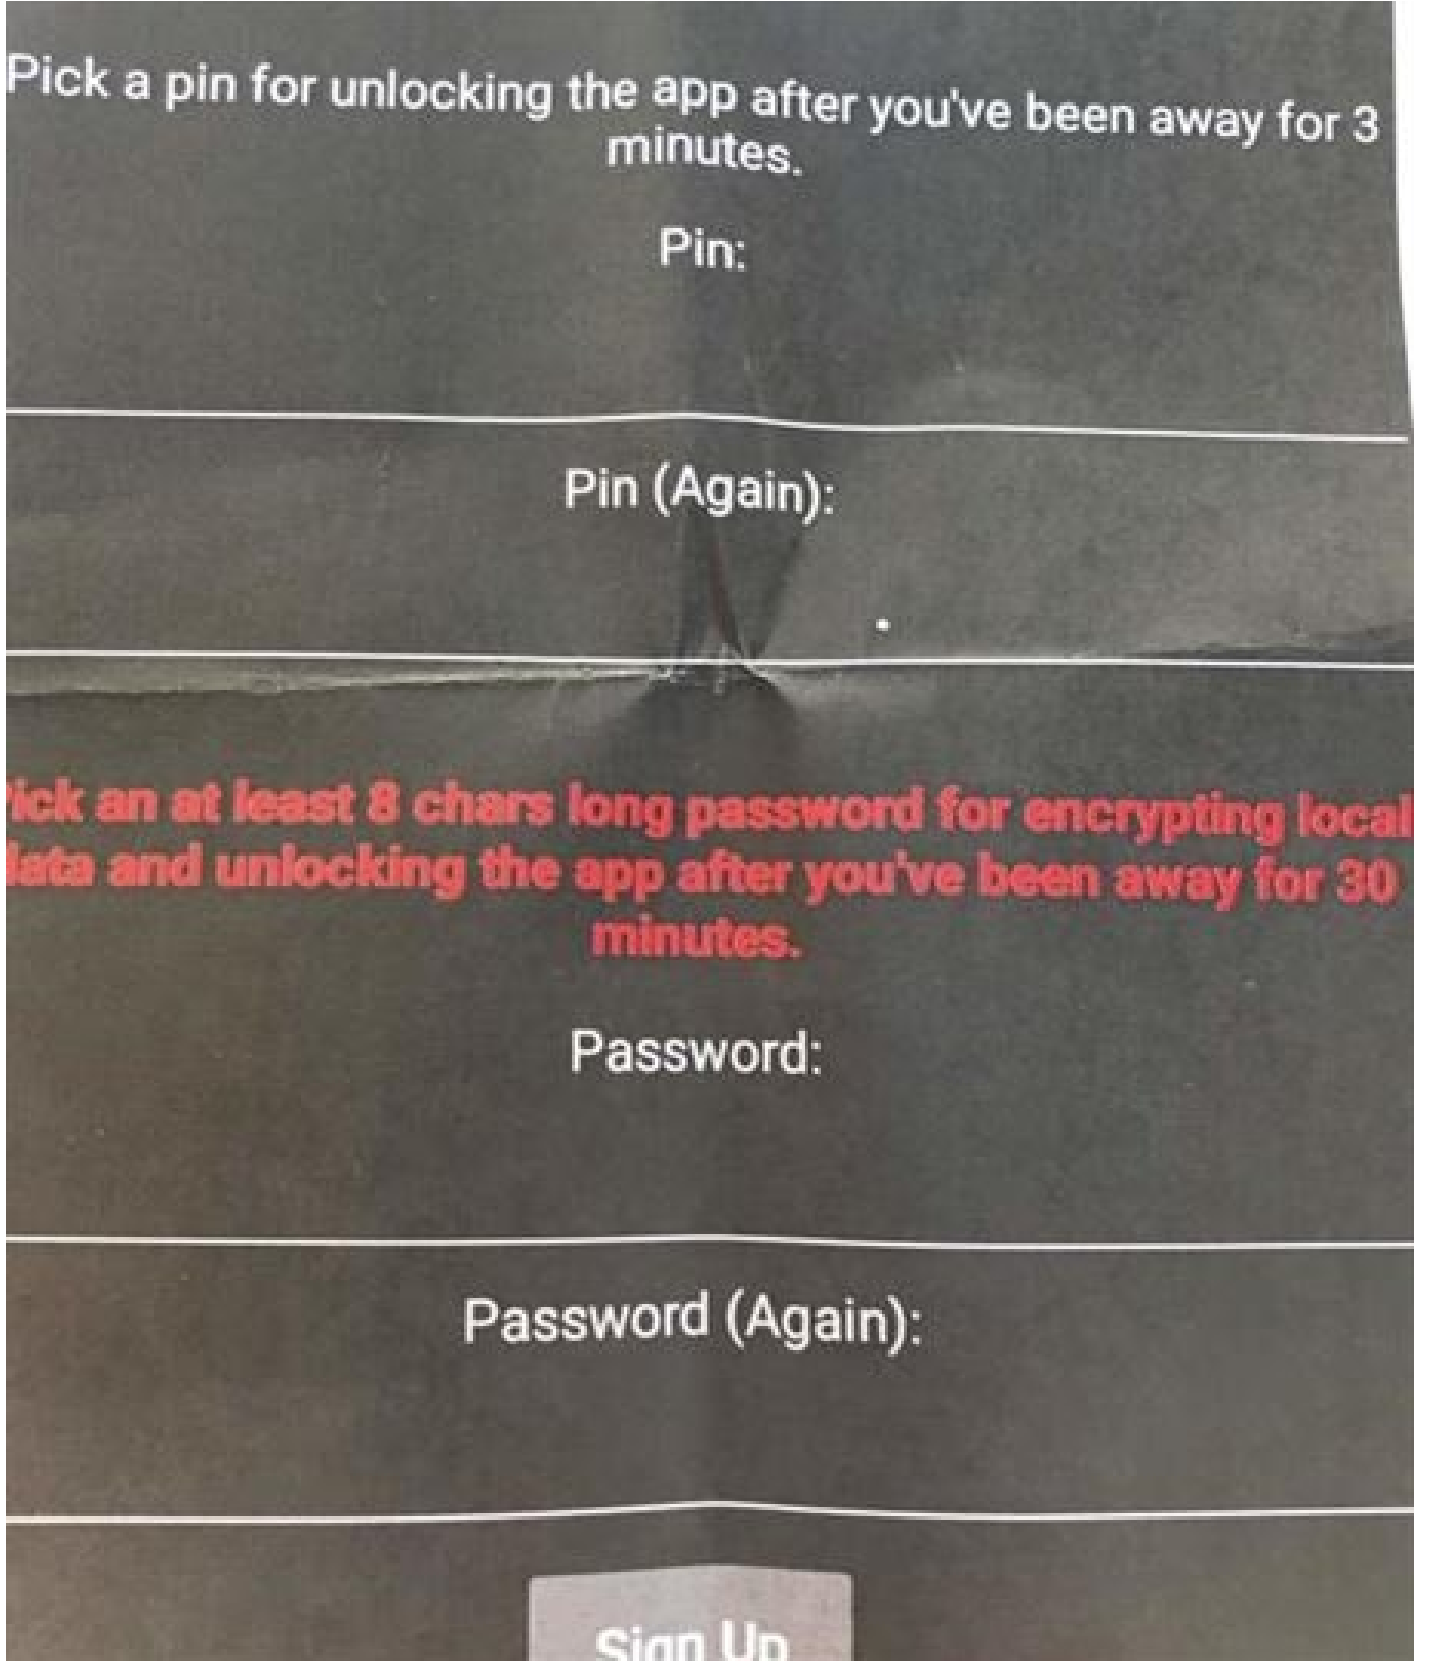 Pick a pin for unlocking the app after you've been away for 3
minutes.
Pin:
Pin (Again):
ick an at least 8 chars long password for encrypting local
data and unlocking the app after you've been away for 30
minutes.
Password:
Password (Again):
Sign Up